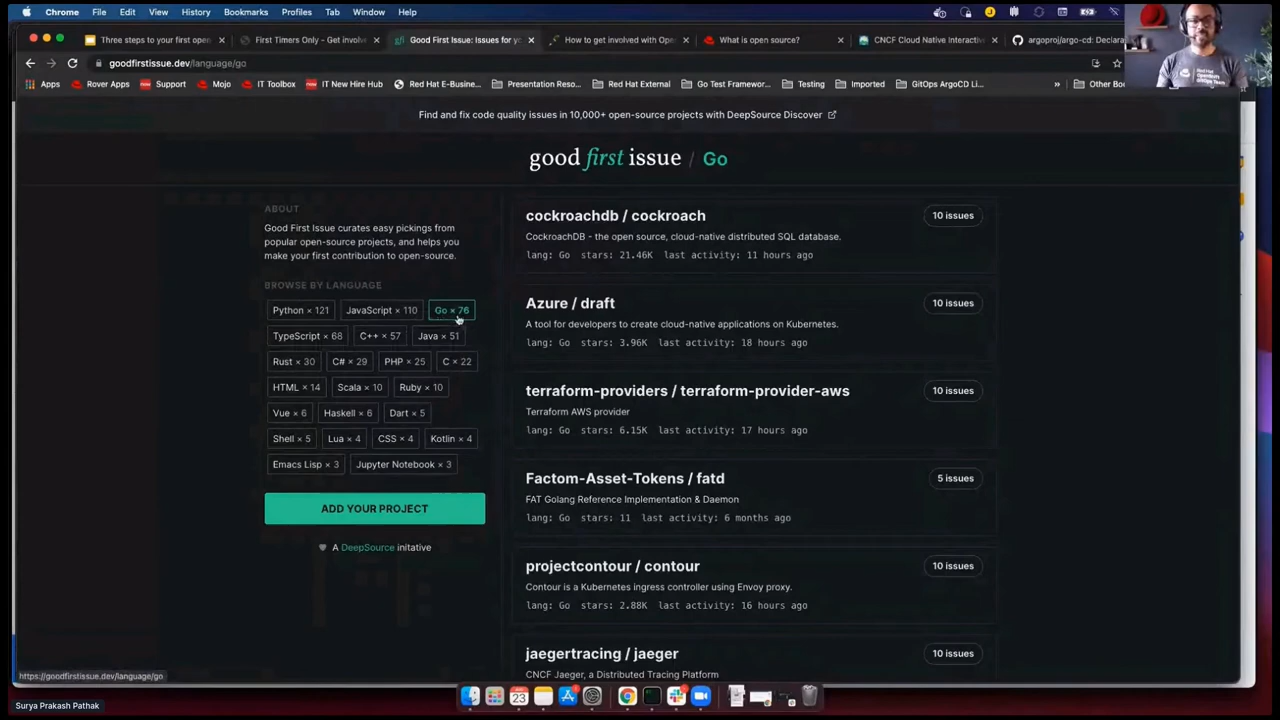 Chrome File Edit View History Bookmarks Profiles Tab Window Help
Three steps to your first open
First Timers Only - Get involv
Good First Issue: Issues for y
How to get involved with Ope
What is open source?
CNCF Cloud Native Interactiv
argoproj/argo-cd: Declara
goodfirstissue.dev/language/go
Apps Rover Apps Support Mojo IT Toolbox IT New Hire Hub Red Hat E-Busine... Presentation Reso... Red Hat External Go Test Framewor... Testing Imported GitOps ArgoCD Li... » Other Boo
Red Hat
OpenShift
GitOps Team
Find and fix code quality issues in 10,000+ open-source projects with DeepSource Discover
good first issue / Go
ABOUT
Good First Issue curates easy pickings from
popular open-source projects, and helps you
make your first contribution to open-source.
BROWSE BY LANGUAGE
Python × 121 JavaScript × 110 Go × 76
TypeScript × 68 C++ × 57 Java × 51
Rust × 30 C# × 29 PHP × 25 C × 22
HTML × 14 Scala × 10 Ruby × 10
Vue × 6 Haskell × 6 Dart × 5
Shell × 5 Lua × 4 CSS × 4 Kotlin × 4
Emacs Lisp × 3 Jupyter Notebook × 3
ADD YOUR PROJECT
A DeepSource initative
cockroachdb / cockroach 10 issues
CockroachDB - the open source, cloud-native distributed SQL database.
lang: Go stars: 21.46K last activity: 11 hours ago
Azure / draft 10 issues
A tool for developers to create cloud-native applications on Kubernetes.
lang: Go stars: 3.96K last activity: 18 hours ago
terraform-providers / terraform-provider-aws 10 issues
Terraform AWS provider
lang: Go stars: 6.15K last activity: 17 hours ago
Factom-Asset-Tokens / fatd 5 issues
FAT Golang Reference Implementation & Daemon
lang: Go stars: 11 last activity: 6 months ago
projectcontour / contour 10 issues
Contour is a Kubernetes ingress controller using Envoy proxy.
lang: Go stars: 2.88K last activity: 16 hours ago
jaegertracing / jaeger 10 issues
CNCF Jaeger, a Distributed Tracing Platform
https://goodfirstissue.dev/language/go
23
Surya Prakash Pathak